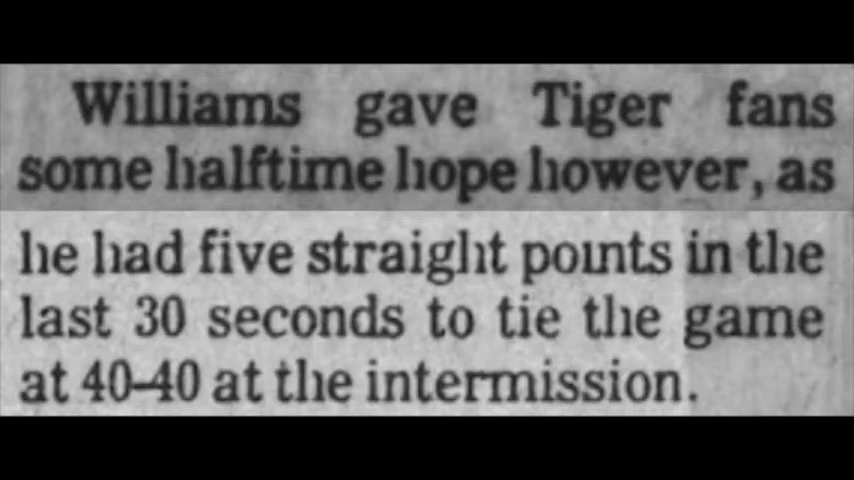 Williams gave Tiger fans
some halftime hope however, as
he had five straight points in the
last 30 seconds to tie the game
at 40-40 at the intermission.